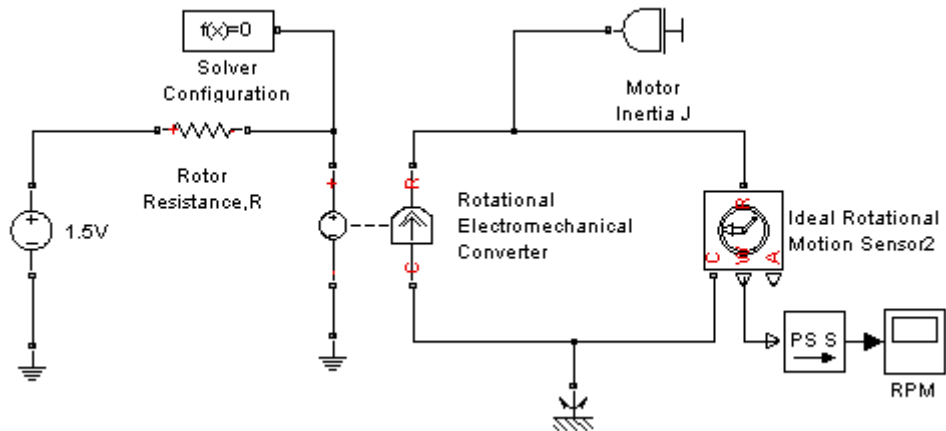 f(x)=0
Solver
Configuration
Motor
Inertia J
+
-
Rotor
Resistance,R
+
-
1.5V
+
-
R
C
Rotational
Electromechanical
Converter
R
C
W
A
Ideal Rotational
Motion Sensor2
PS S
RPM